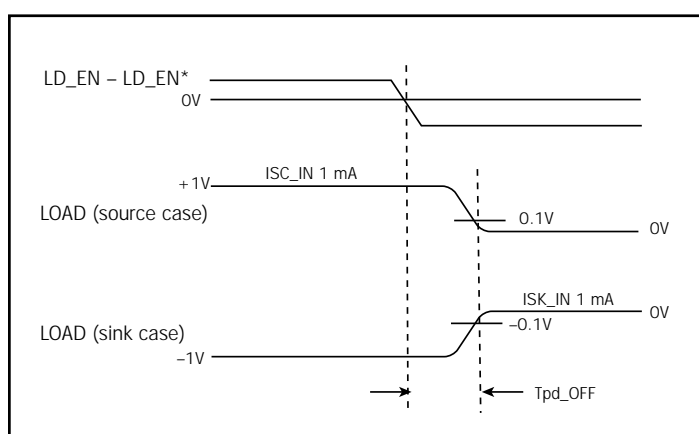 LD_EN – LD_EN*
0V
ISC_IN 1 mA
+1V
LOAD (source case)
0.1V
0V
ISK_IN 1 mA
0V
LOAD (sink case)
–0.1V
–1V
Tpd_OFF